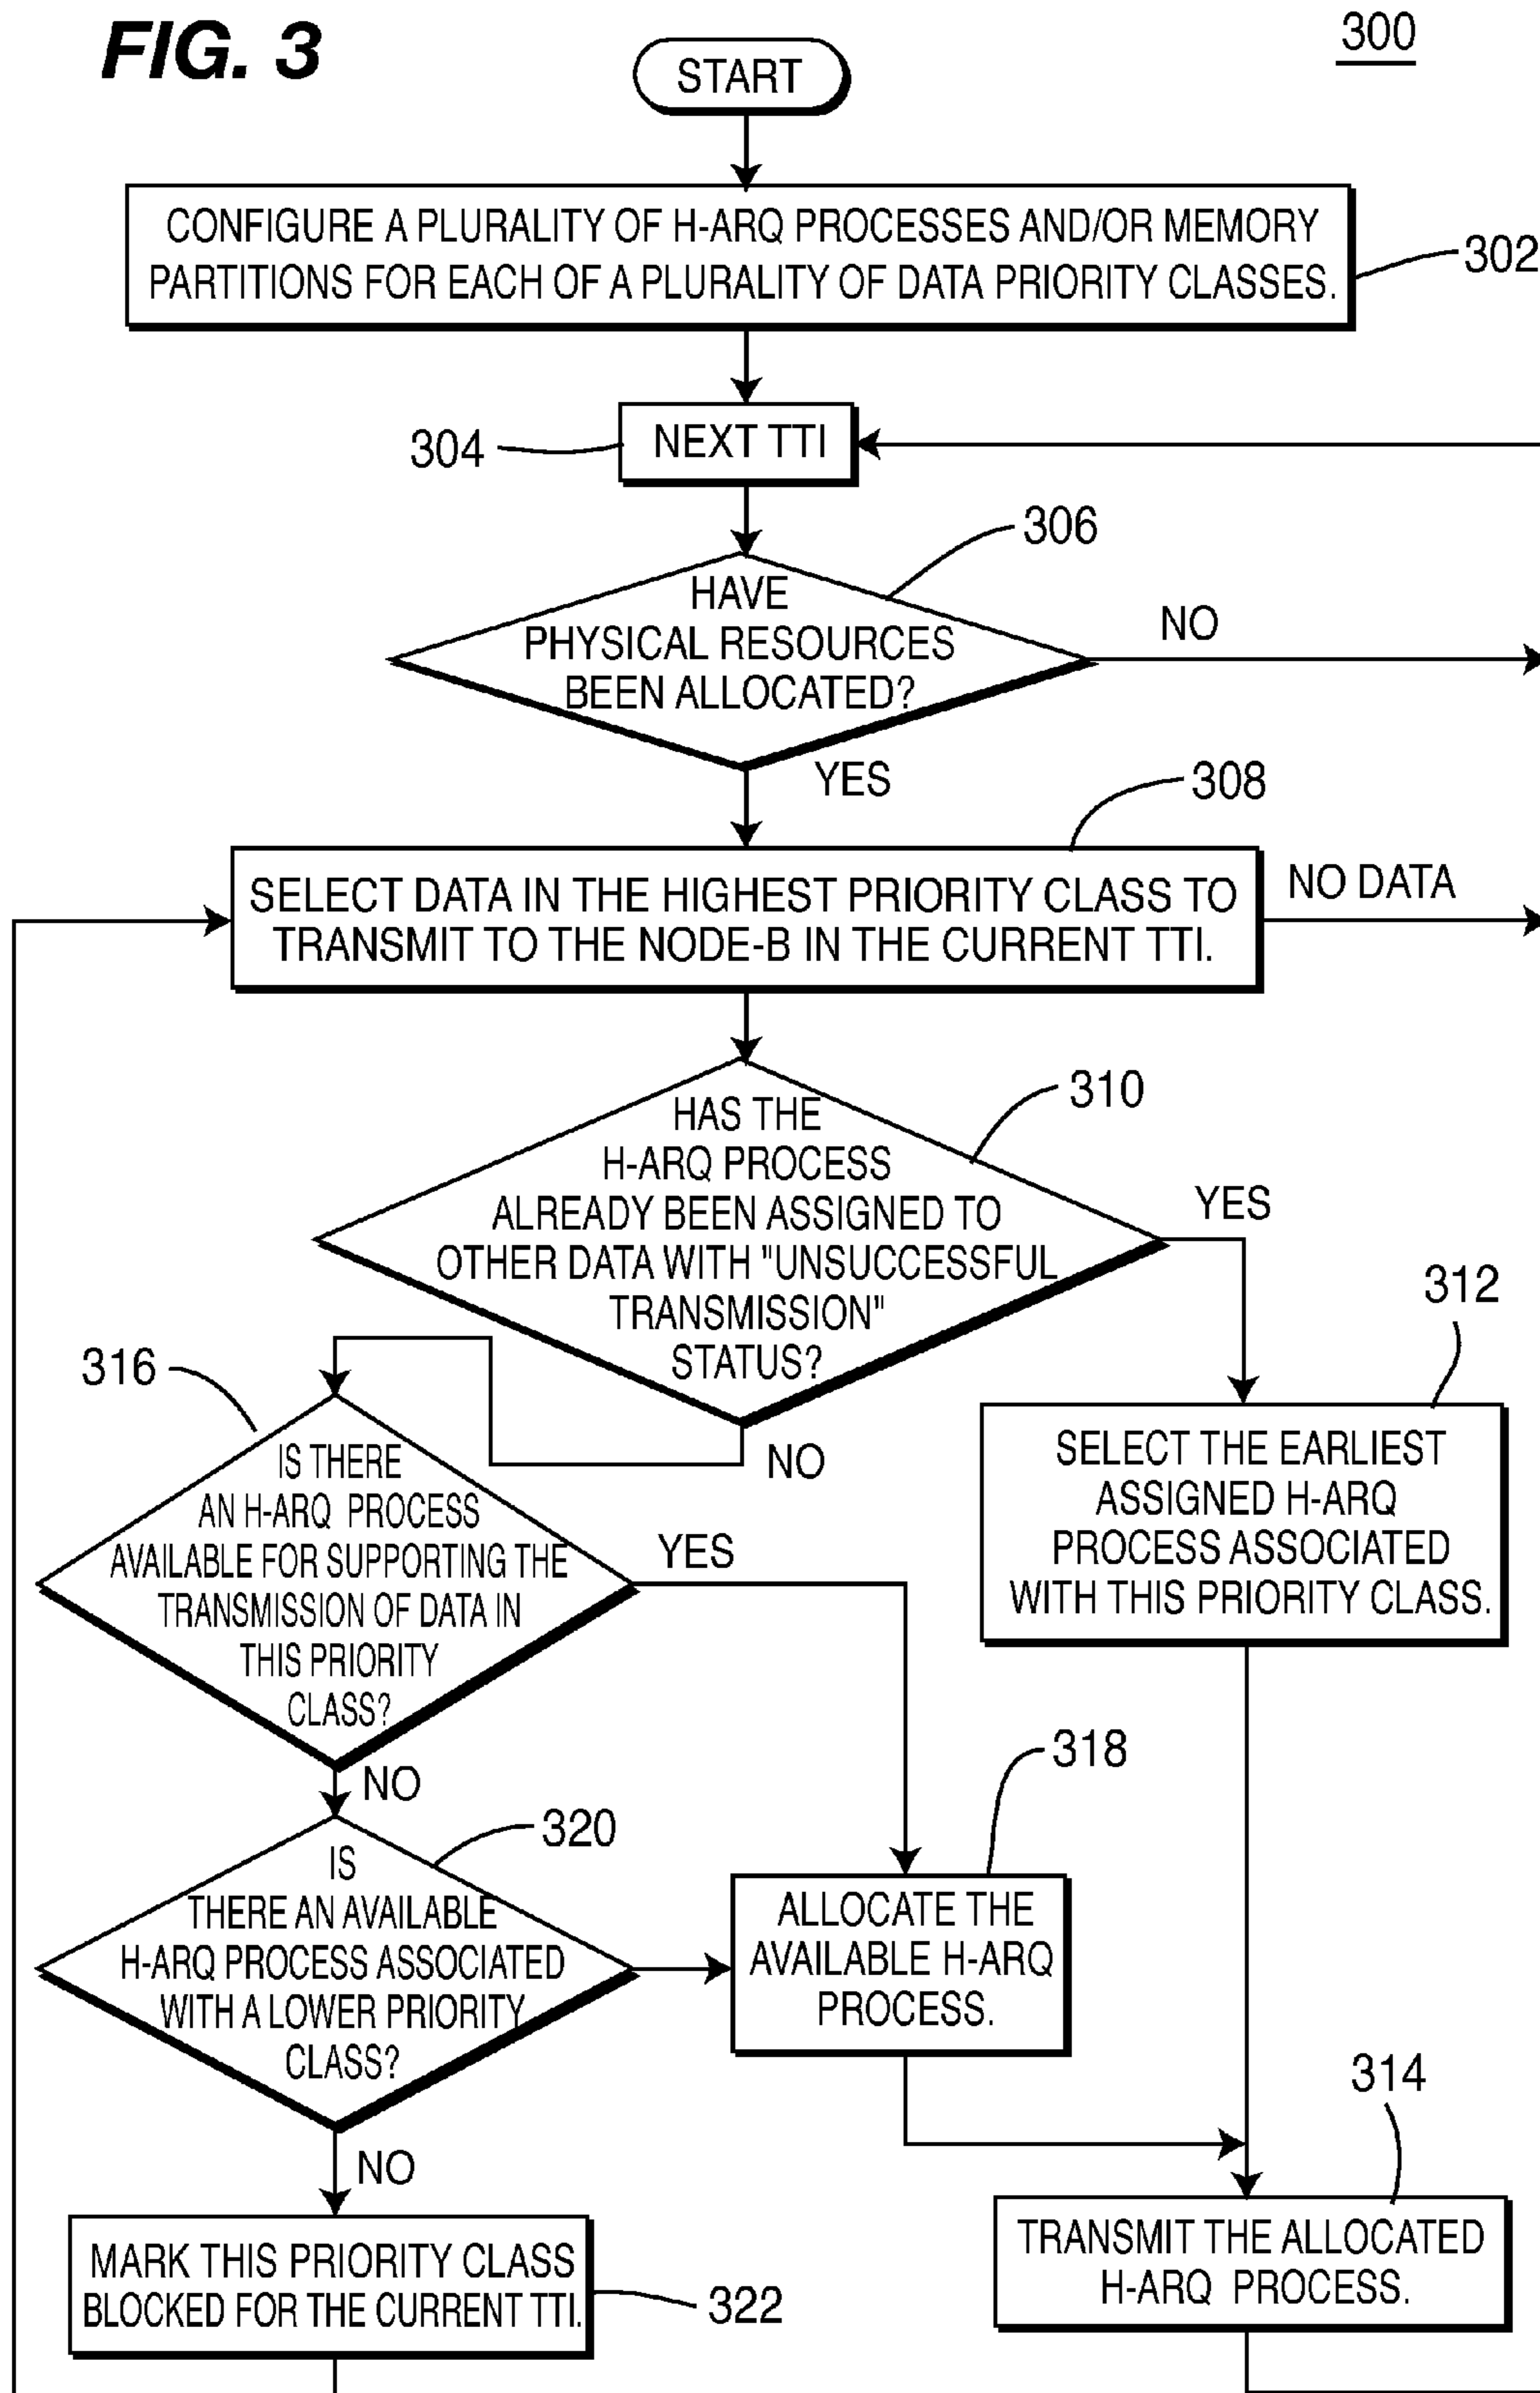 FIG. 3
300
START
CONFIGURE A PLURALITY OF H-ARQ PROCESSES AND/OR MEMORY
PARTITIONS FOR EACH OF A PLURALITY OF DATA PRIORITY CLASSES.
302
304
NEXT TTI
306
HAVE
PHYSICAL RESOURCES
BEEN ALLOCATED?
NO
YES
308
SELECT DATA IN THE HIGHEST PRIORITY CLASS TO
TRANSMIT TO THE NODE-B IN THE CURRENT TTI.
NO DATA
310
HAS THE
H-ARQ PROCESS
ALREADY BEEN ASSIGNED TO
OTHER DATA WITH "UNSUCCESSFUL
TRANSMISSION"
STATUS?
YES
NO
312
SELECT THE EARLIEST
ASSIGNED H-ARQ
PROCESS ASSOCIATED
WITH THIS PRIORITY CLASS.
316
IS THERE
AN H-ARQ PROCESS
AVAILABLE FOR SUPPORTING THE
TRANSMISSION OF DATA IN
THIS PRIORITY
CLASS?
YES
NO
318
ALLOCATE THE
AVAILABLE H-ARQ
PROCESS.
320
IS
THERE AN AVAILABLE
H-ARQ PROCESS ASSOCIATED
WITH A LOWER PRIORITY
CLASS?
NO
314
TRANSMIT THE ALLOCATED
H-ARQ PROCESS.
MARK THIS PRIORITY CLASS
BLOCKED FOR THE CURRENT TTI.
322